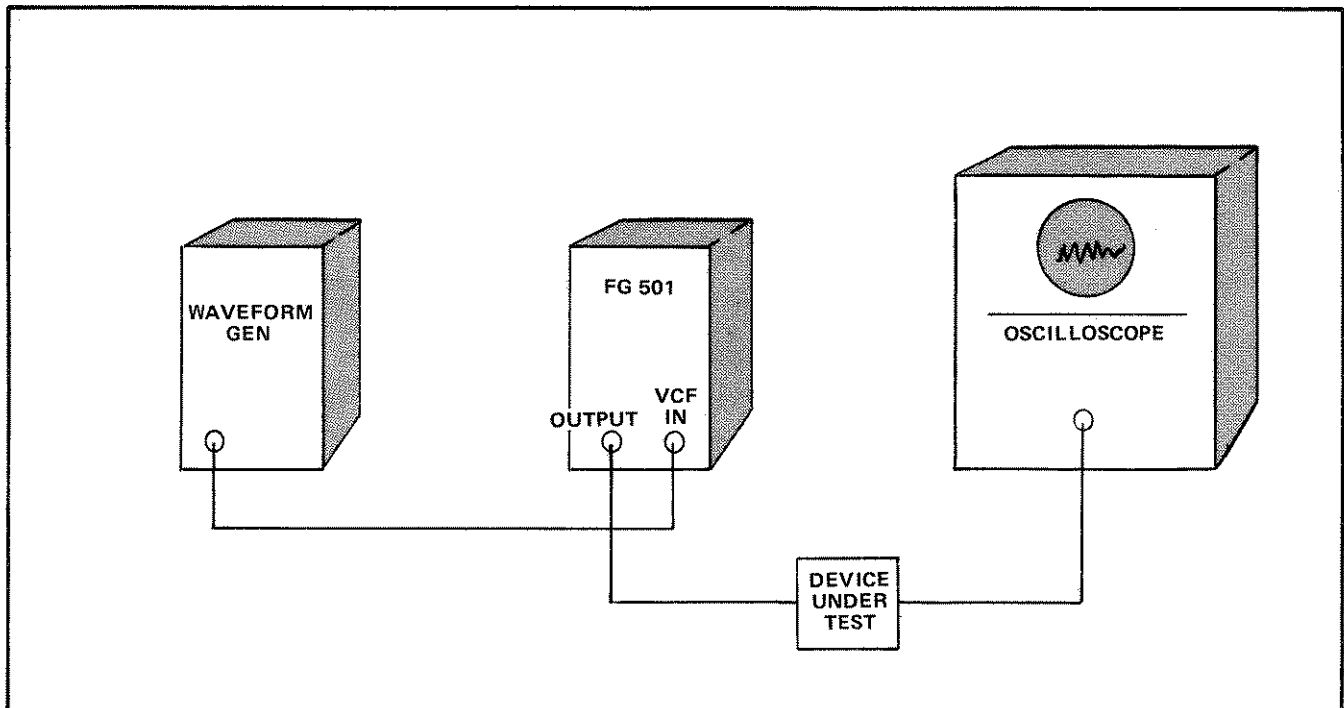 WAVEFORM
GEN
FG 501
OUTPUT
VCF
IN
OSCILLOSCOPE
DEVICE
UNDER
TEST